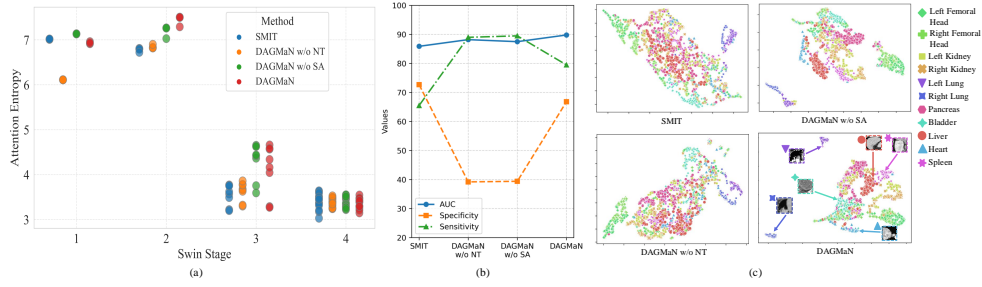 (a)
Attention Entropy
7
6
5
4
3
1
2
3
4
Swin Stage
Method
SMIT
DAGMaN w/o NT
DAGMaN w/o SA
DAGMaN
(b)
Values
100
90
80
70
60
50
40
30
20
AUC
Specificity
Sensitivity
SMIT
DAGMaN
w/o NT
DAGMaN
w/o SA
DAGMaN
SMIT
DAGMaN w/o SA
DAGMaN w/o NT
DAGMaN
(c)
Left Femoral
Head
Right Femoral
Head
Left Kidney
Right Kidney
Left Lung
Right Lung
Pancreas
Bladder
Liver
Heart
Spleen